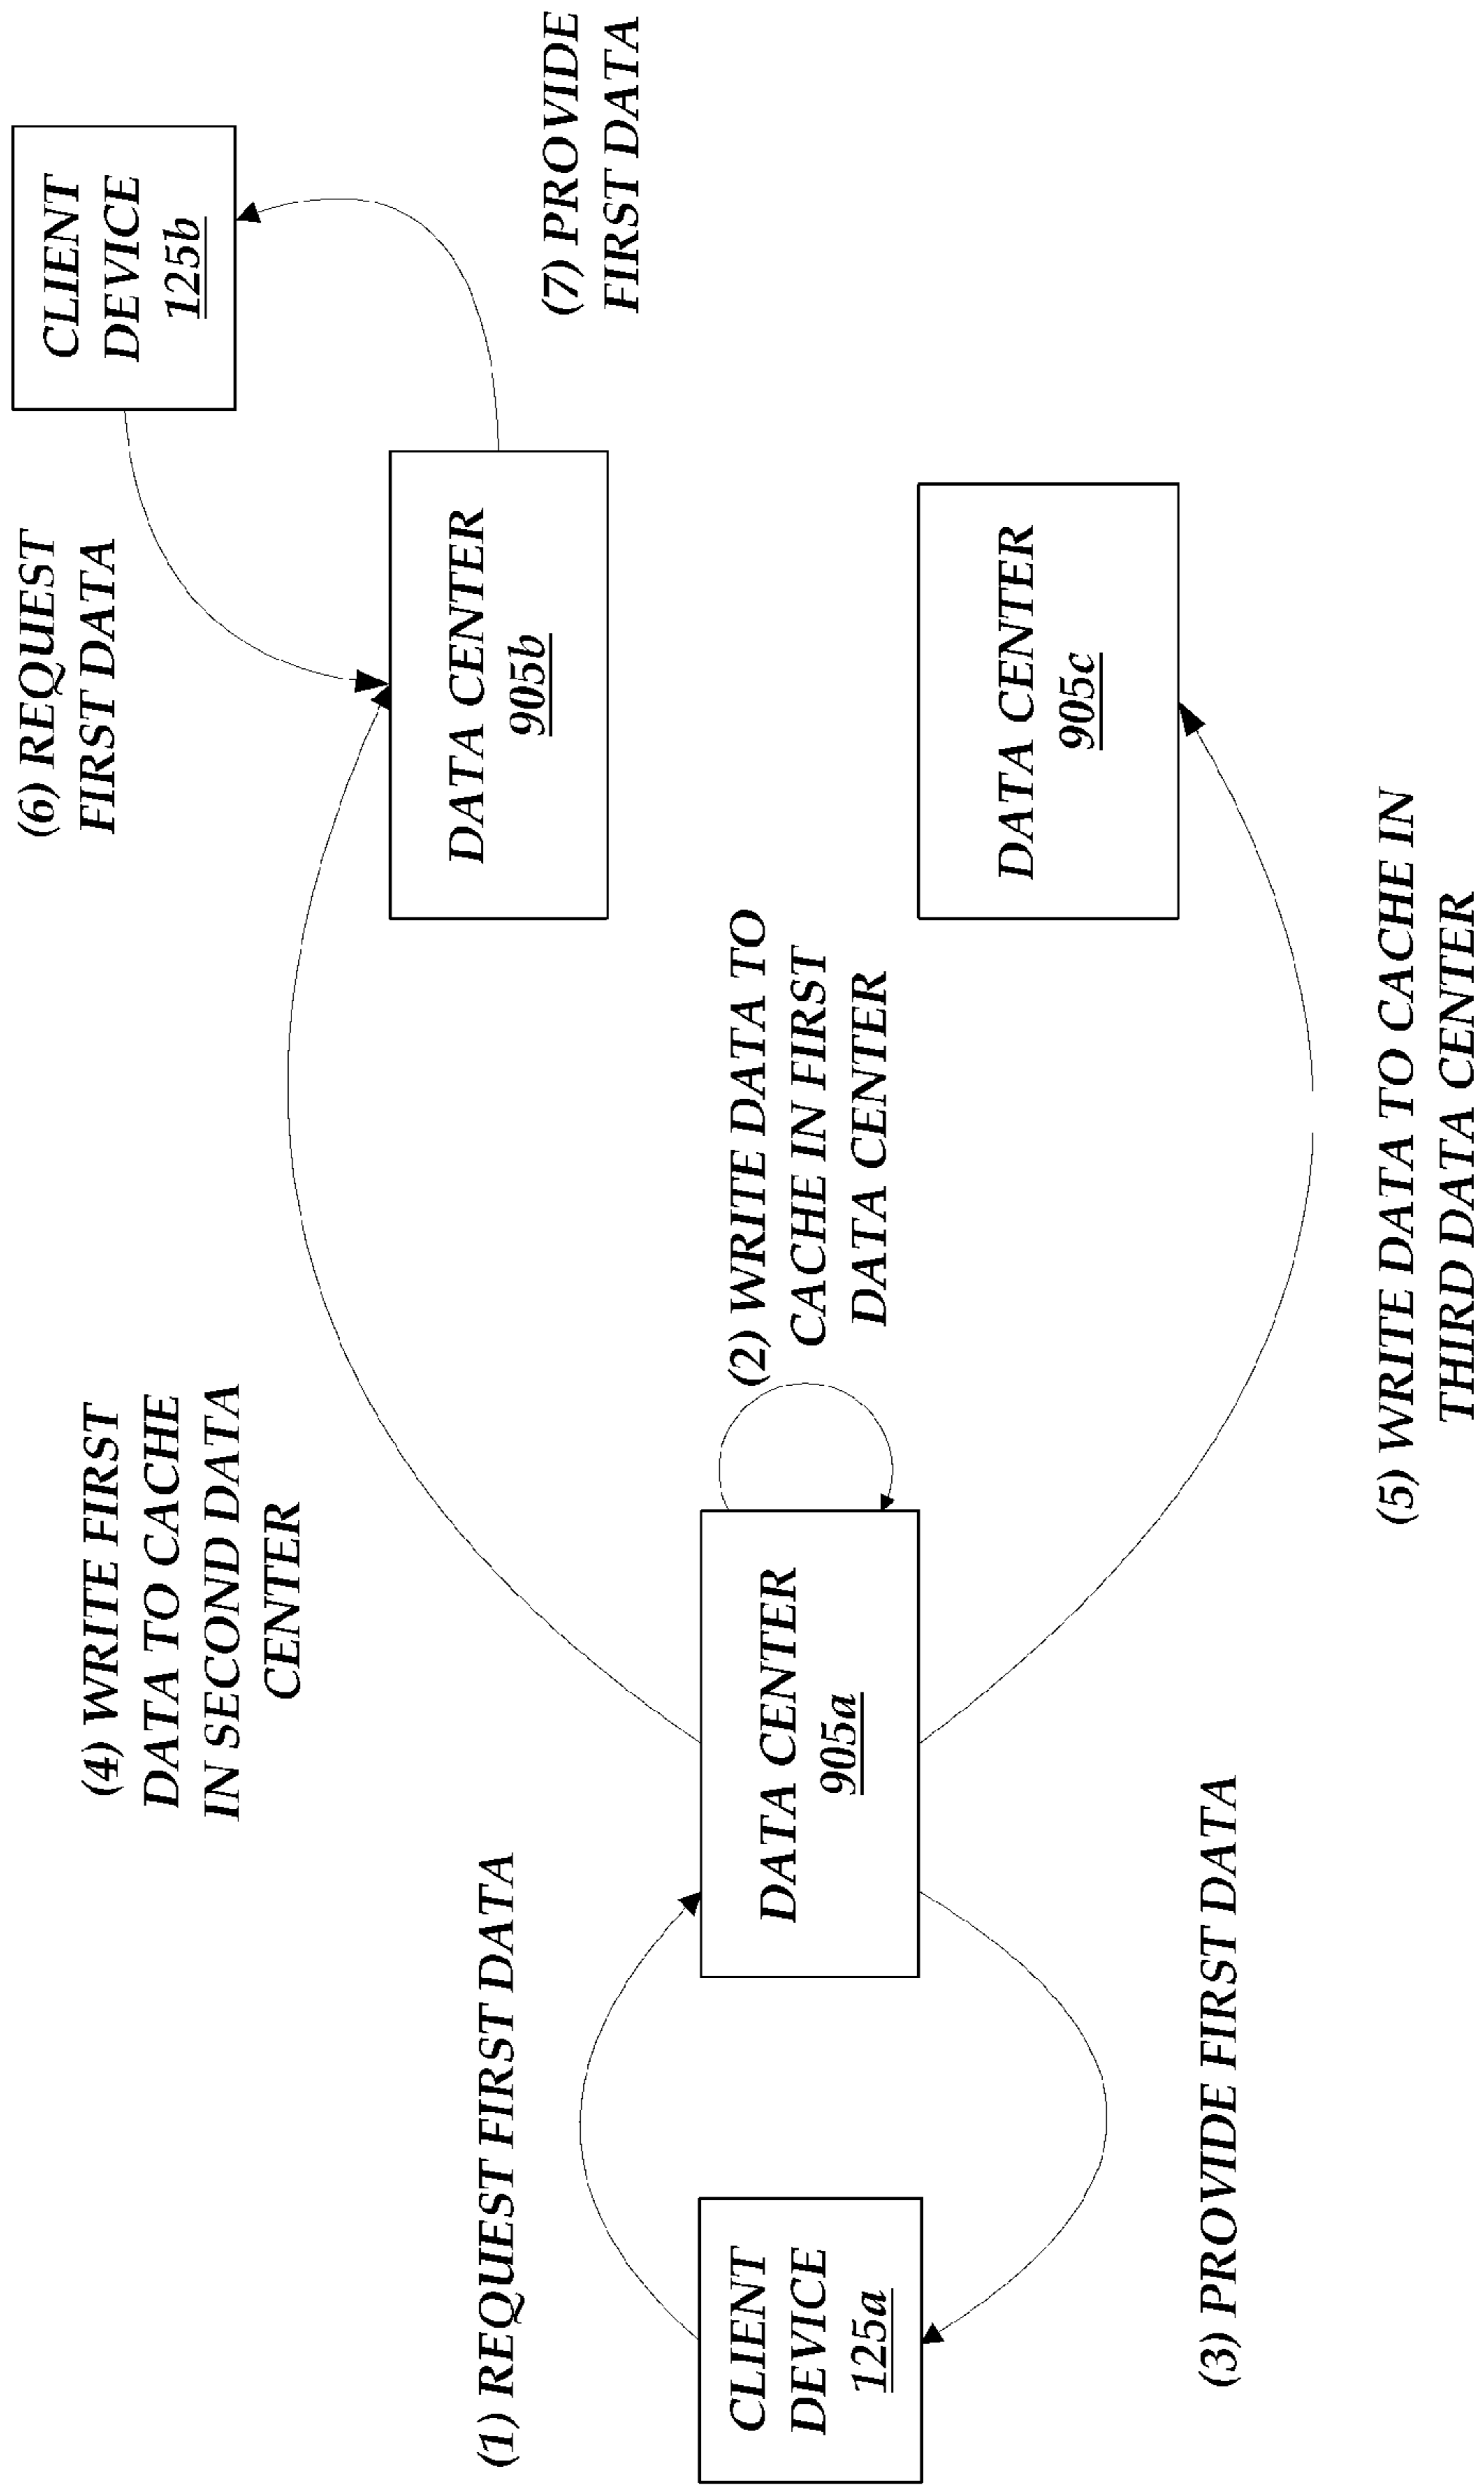 (1) REQUEST FIRST DATA
CLIENT
DEVICE
125a
(3) PROVIDE FIRST DATA
(4) WRITE FIRST
DATA TO CACHE
IN SECOND DATA
CENTER
DATA CENTER
905a
(2) WRITE DATA TO
CACHE IN FIRST
DATA CENTER
(5) WRITE DATA TO CACHE IN
THIRD DATA CENTER
(6) REQUEST
FIRST DATA
DATA CENTER
905b
DATA CENTER
905c
CLIENT
DEVICE
125b
(7) PROVIDE
FIRST DATA